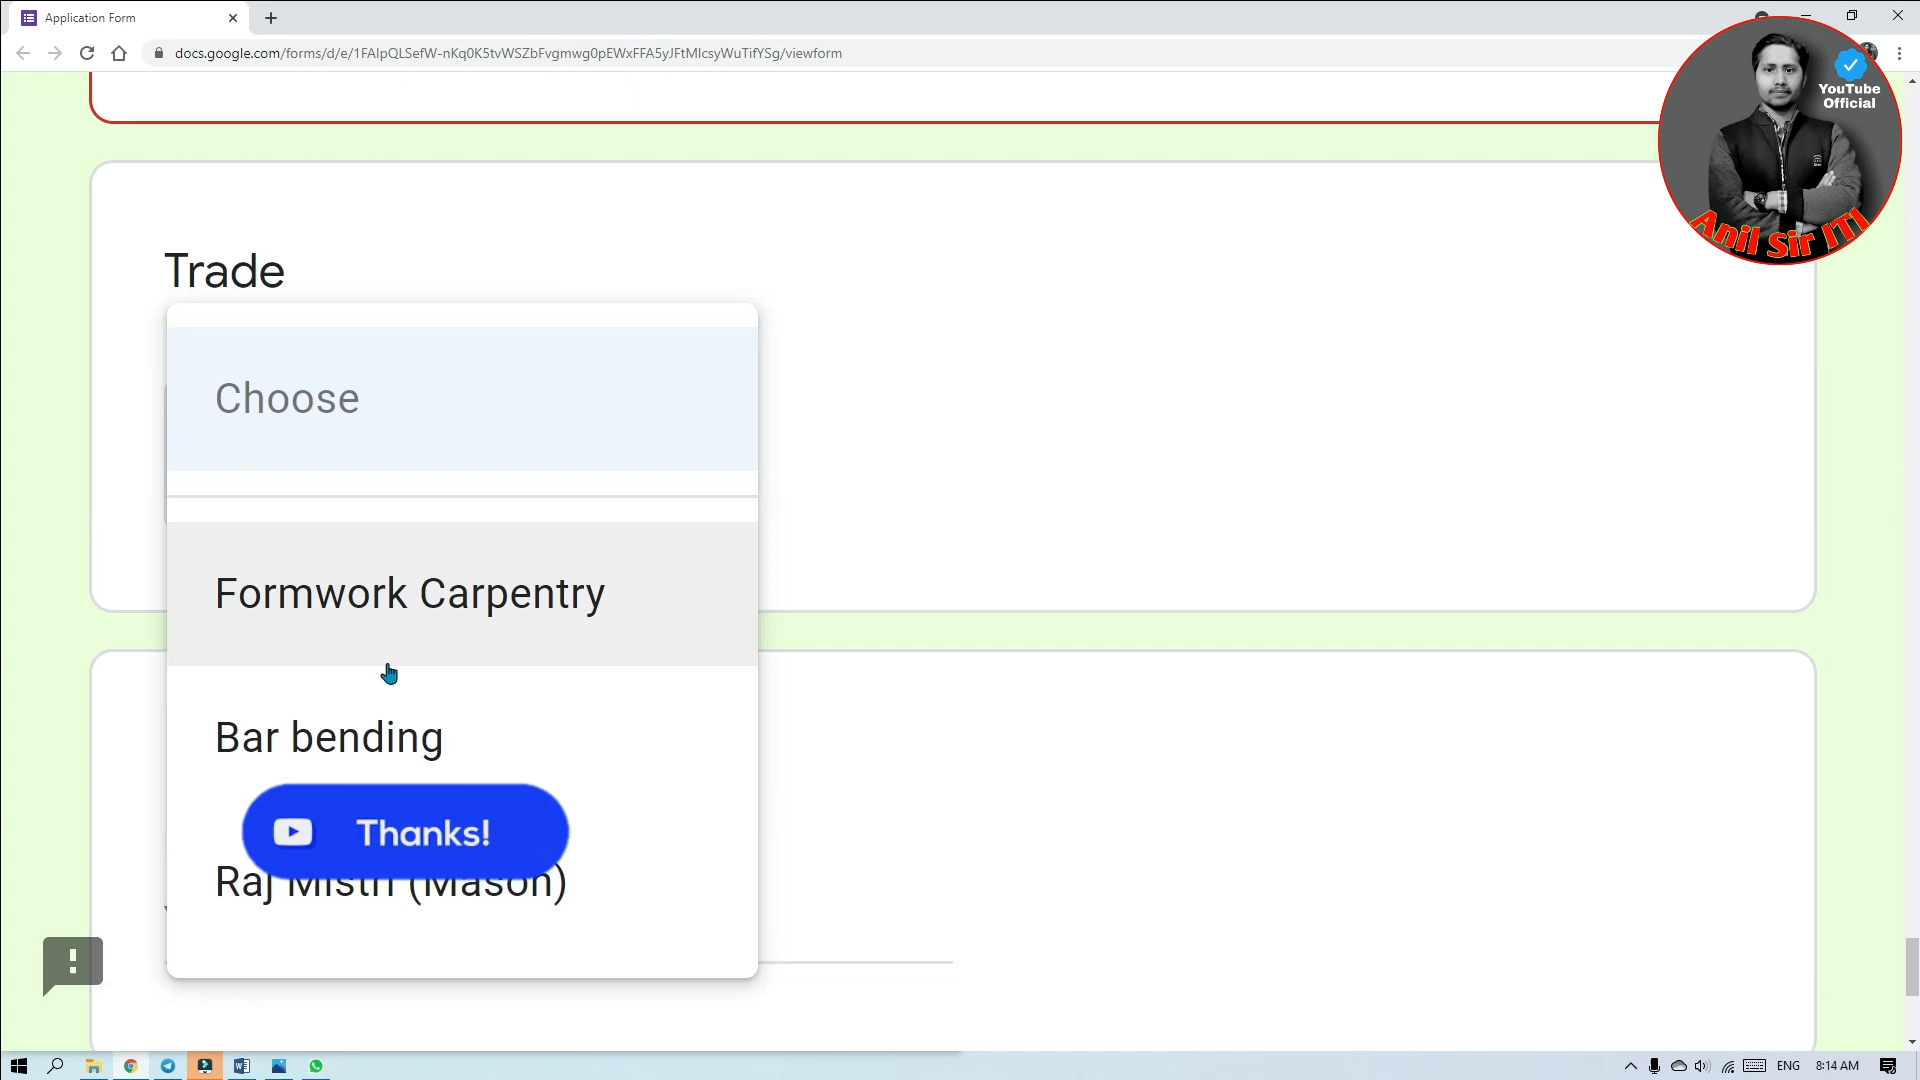 Application Form
docs.google.com/forms/d/e/1FAIpQLSefW-nKq0K5tvWSZbFvgmwg0pEWxFFA5yJFtMlcsyWuTifYSg/viewform
YouTube
Official
Anil Sir ITI
Trade
Choose
Formwork Carpentry
Bar bending
Thanks!
Raj Mistri (Mason)
ENG
8:14 AM